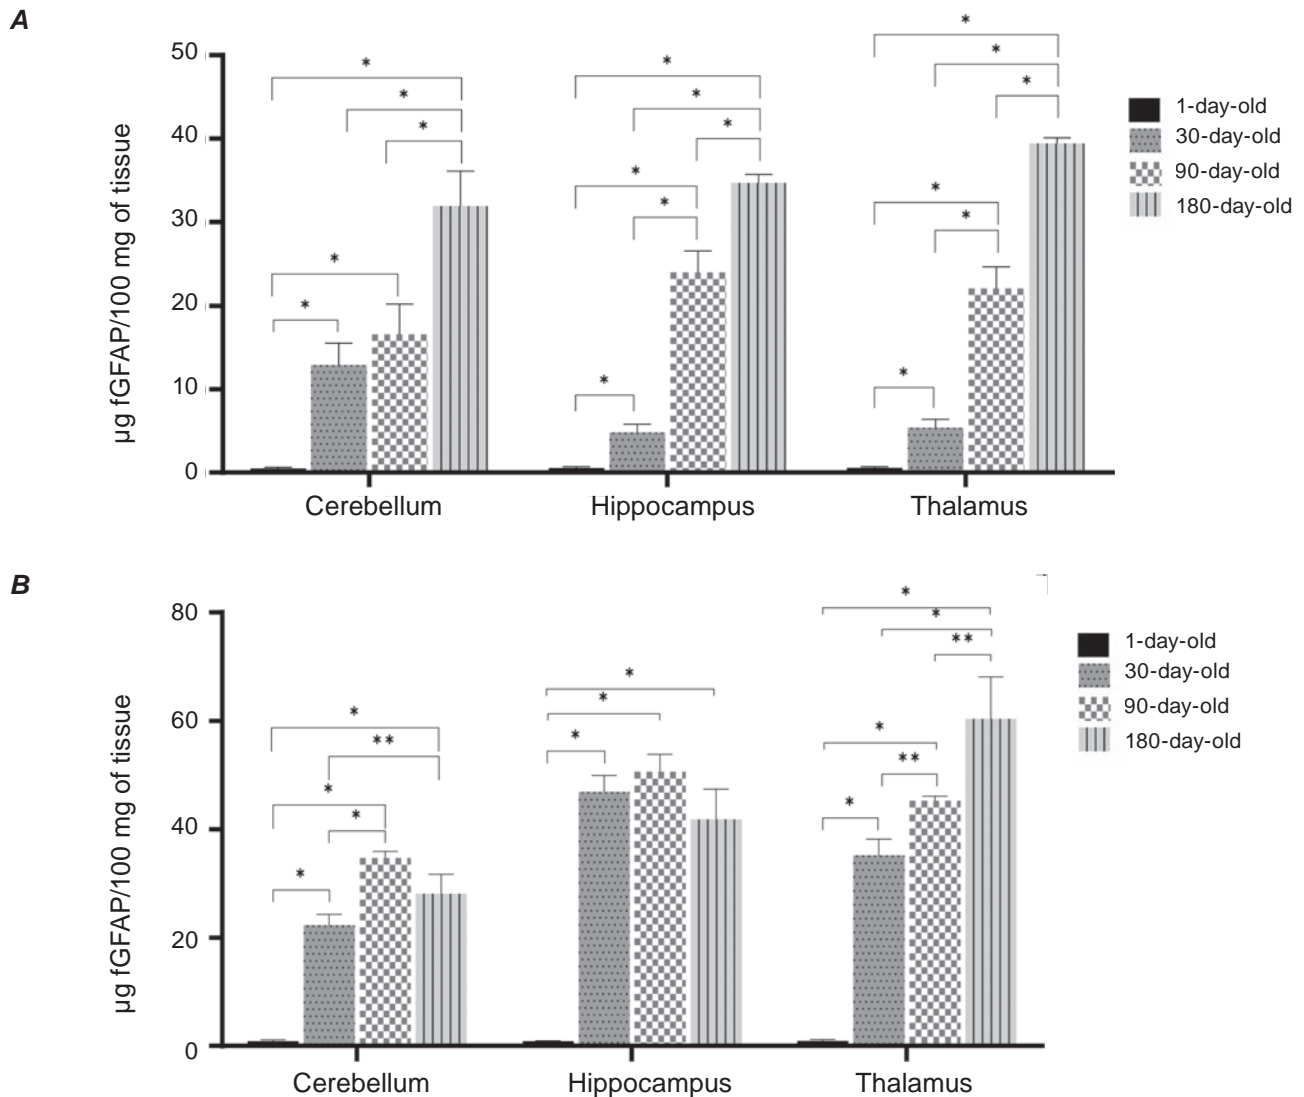 A
µg fGFAP/100 mg of tissue
50
40
30
20
10
0
* * * * *
* * * * * *
* * * * * *
Cerebellum
Hippocampus
Thalamus
1-day-old
30-day-old
90-day-old
180-day-old
B
µg fGFAP/100 mg of tissue
80
60
40
20
0
* ** * * *
* * *
* * ** * ** *
Cerebellum
Hippocampus
Thalamus
1-day-old
30-day-old
90-day-old
180-day-old